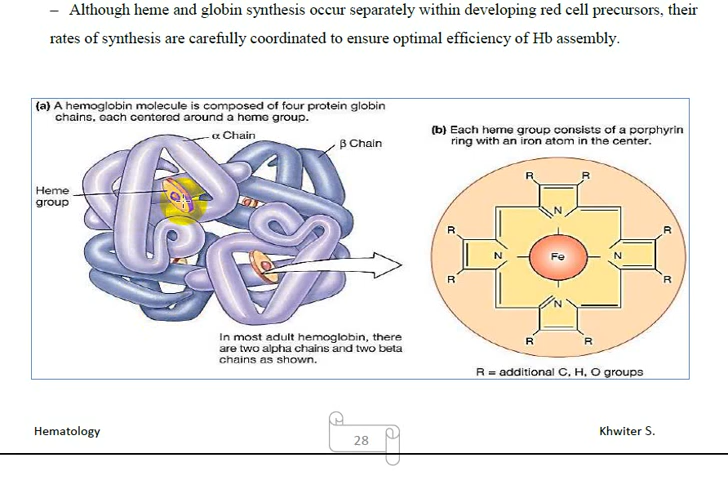 – Although heme and globin synthesis occur separately within developing red cell precursors, their
rates of synthesis are carefully coordinated to ensure optimal efficiency of Hb assembly.
(a) A hemoglobin molecule is composed of four protein globin
chains, each centered around a heme group.
α Chain
β Chain
Heme
group
In most adult hemoglobin, there
are two alpha chains and two beta
chains as shown.
(b) Each heme group consists of a porphyrin
ring with an iron atom in the center.
R R
N
R R
N Fe N
R R
N
R R
R = additional C, H, O groups
Hematology
28
Khwiter S.